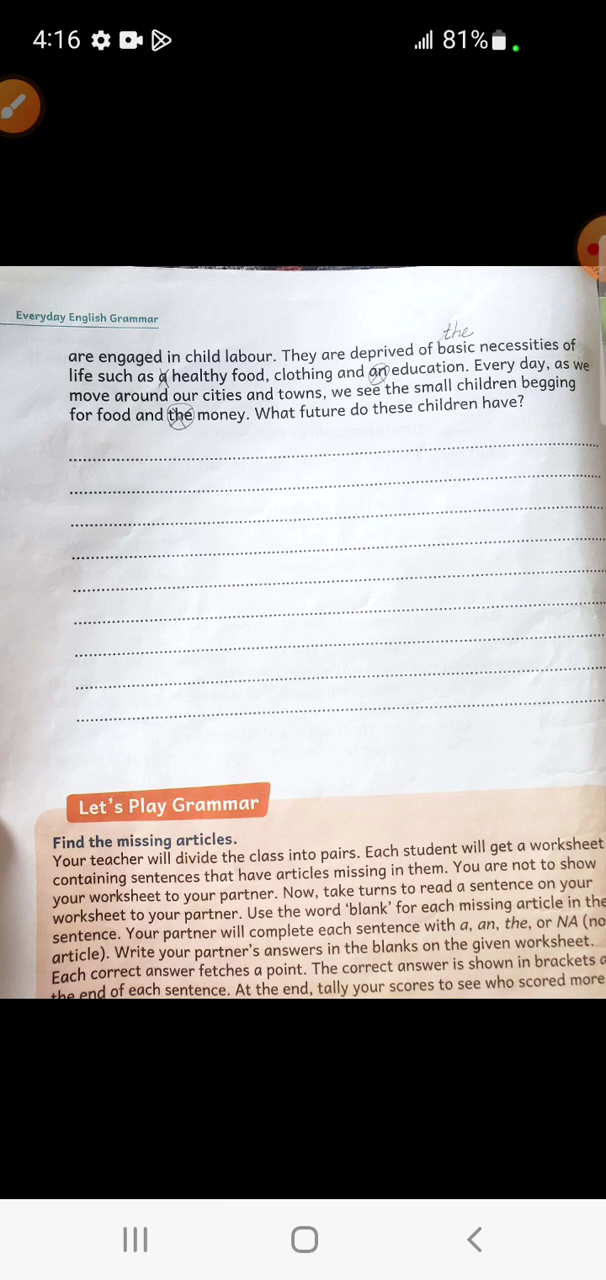 4:16
81%
Everyday English Grammar
the
are engaged in child labour. They are deprived of basic necessities of
life such as a healthy food, clothing and an education. Every day, as we
move around our cities and towns, we see the small children begging
for food and the money. What future do these children have?
Let's Play Grammar
Find the missing articles.
Your teacher will divide the class into pairs. Each student will get a worksheet
containing sentences that have articles missing in them. You are not to show
your worksheet to your partner. Now, take turns to read a sentence on your
worksheet to your partner. Use the word 'blank' for each missing article in the
sentence. Your partner will complete each sentence with a, an, the, or NA (no
article). Write your partner's answers in the blanks on the given worksheet.
Each correct answer fetches a point. The correct answer is shown in brackets a
the end of each sentence. At the end, tally your scores to see who scored more